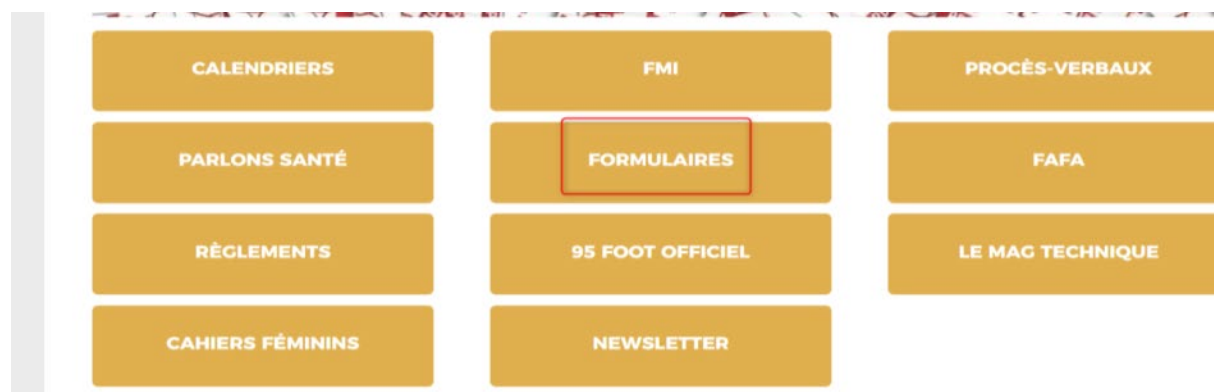 CALENDRIERS
FMI
PROCÈS-VERBAUX
PARLONS SANTÉ
FORMULAIRES
FAFA
RÈGLEMENTS
95 FOOT OFFICIEL
LE MAG TECHNIQUE
CAHIERS FÉMININS
NEWSLETTER